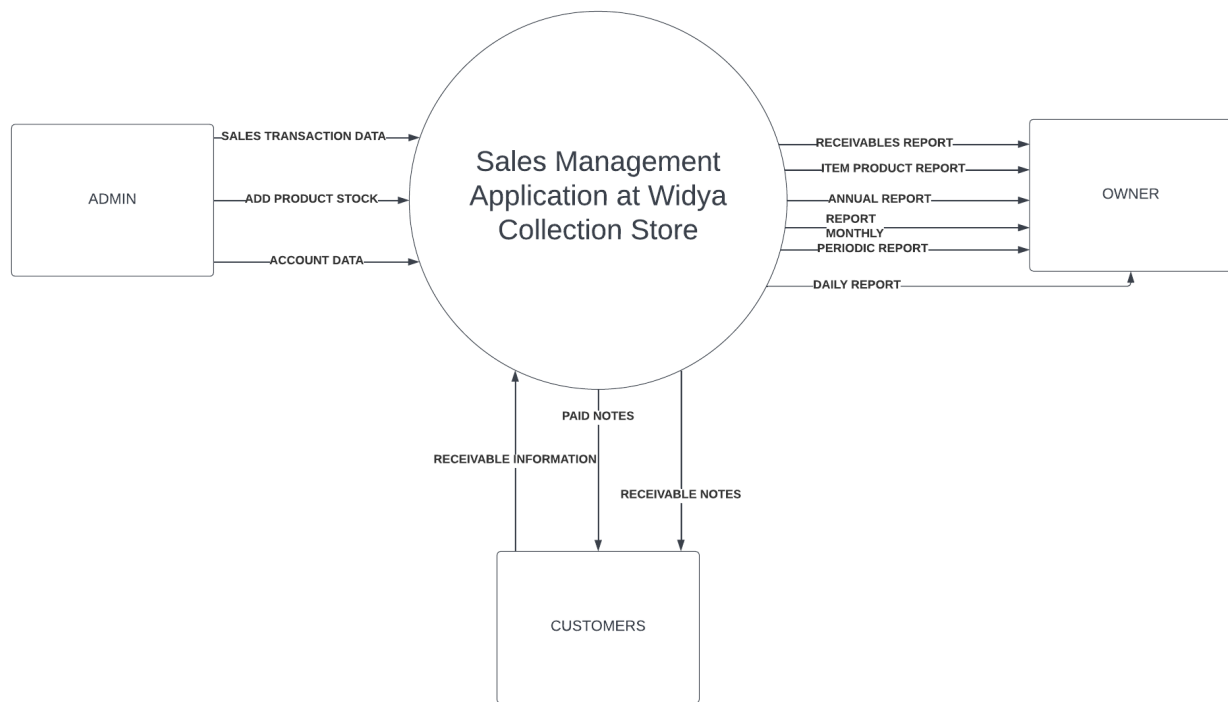 Sales Management
Application at Widya
Collection Store
ADMIN
SALES TRANSACTION DATA
ADD PRODUCT STOCK
ACCOUNT DATA
RECEIVABLES REPORT
ITEM PRODUCT REPORT
ANNUAL REPORT
REPORT
MONTHLY
PERIODIC REPORT
DAILY REPORT
OWNER
PAID NOTES
RECEIVABLE INFORMATION
RECEIVABLE NOTES
CUSTOMERS